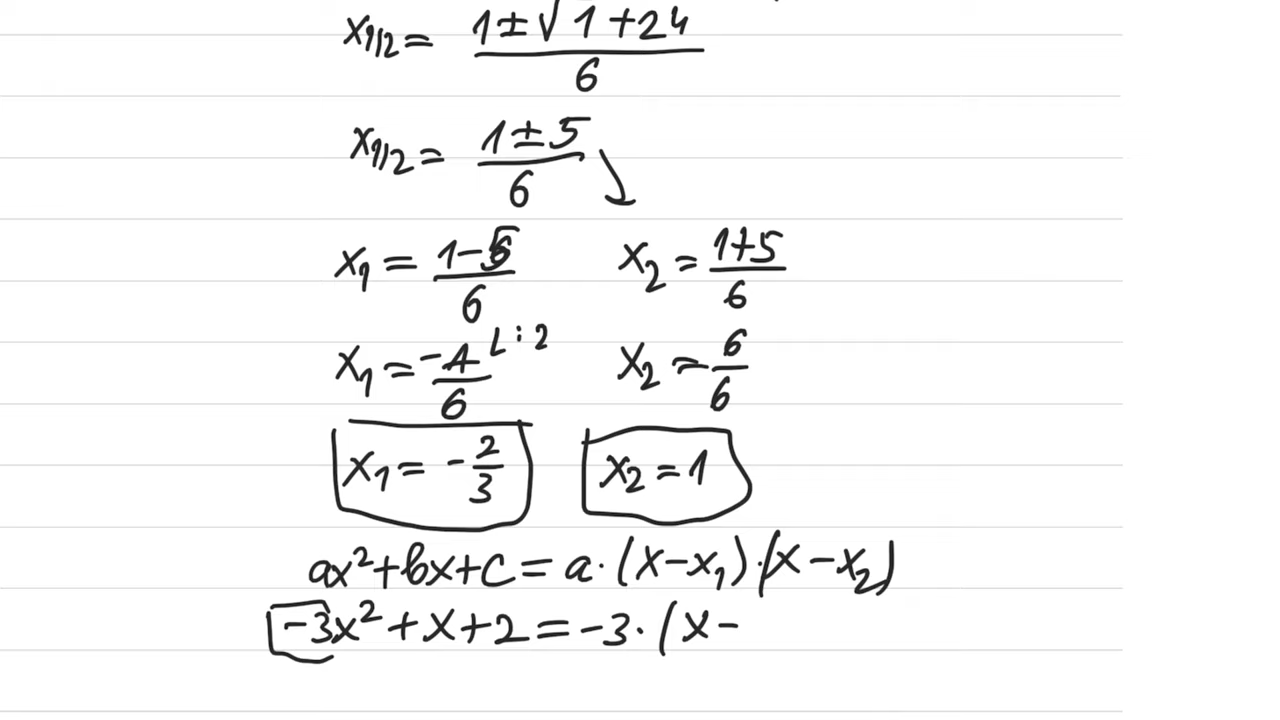 x₁/₂ = (1 ± √1 + 24)/6
x₁/₂ = (1 ± 5)/6 ↘
x₁ = (1 − 5)/6 x₂ = (1 + 5)/6
x₁ = −4/6 ∟: 2 x₂ = 6/6
x₁ = −2/3 x₂ = 1
ax² + bx + c = a · (x − x₁) · (x − x₂)
−3x² + x + 2 = −3 · (x −